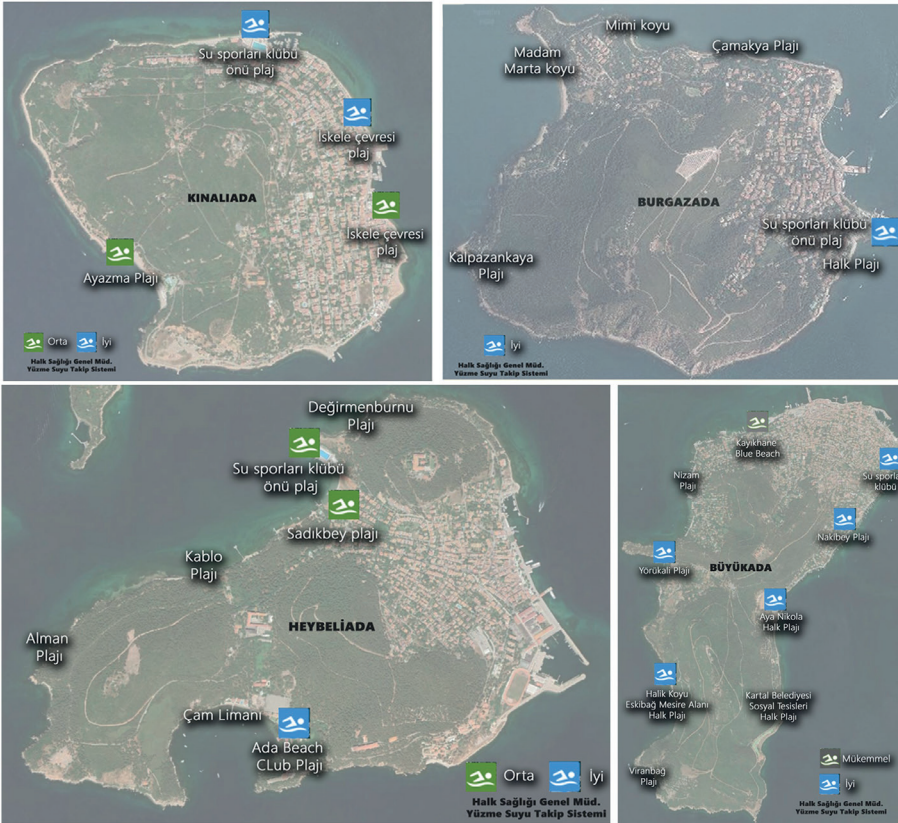 Su sporları klübü
önü plaj
İskele çevresi
plaj
KINALIADA
İskele çevresi
plaj
Ayazma Plajı
Orta
İyi
Halk Sağlığı Genel Müd.
Yüzme Suyu Takip Sistemi
Mimi koyu
Madam
Marta koyu
Çamakya Plajı
BURGAZADA
Su sporları klübü
önü plaj
Halk Plajı
Kalpazankaya
Plajı
İyi
Halk Sağlığı Genel Müd.
Yüzme Suyu Takip Sistemi
Değirmenburnu
Plajı
Su sporları klübü
önü plaj
Sadıkbey plajı
Kablo
Plajı
HEYBELİADA
Alman
Plajı
Çam Limanı
Ada Beach
CLub Plajı
Orta
İyi
Halk Sağlığı Genel Müd.
Yüzme Suyu Takip Sistemi
Kayıkhane
Blue Beach
Su sporla
klübü
Nizam
Plajı
Nakibey Plajı
Yörükali Plajı
BÜYÜKADA
Aya Nikola
Halk Plajı
Halik Koyu
Eskibağ Mesire Alanı
Halk Plajı
Kartal Belediyesi
Sosyal Tesisleri
Halk Plajı
Viranbağ
Plajı
Mükemmel
İyi
Halk Sağlığı Genel Müd.
Yüzme Suyu Takip Sistemi